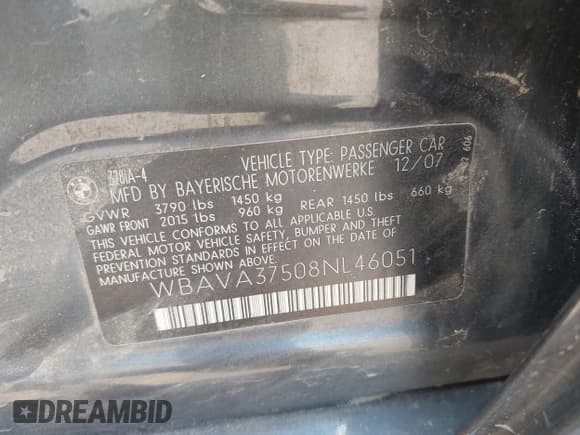 7781A-4 VEHICLE TYPE: PASSENGER CAR
MFD BY BAYERISCHE MOTORENWERKE 12/07
GVWR 3790 lbs 1450 kg
GAWR FRONT 2015 lbs 960 kg REAR 1450 lbs 660 kg
THIS VEHICLE CONFORMS TO ALL APPLICABLE U.S.
FEDERAL MOTOR VEHICLE SAFETY, BUMPER AND THEFT
PREVENTION STANDARDS IN EFFECT ON THE DATE OF
MANUFACTURE SHOWN ABOVE.
WBAVA37508NL46051
DREAMBID